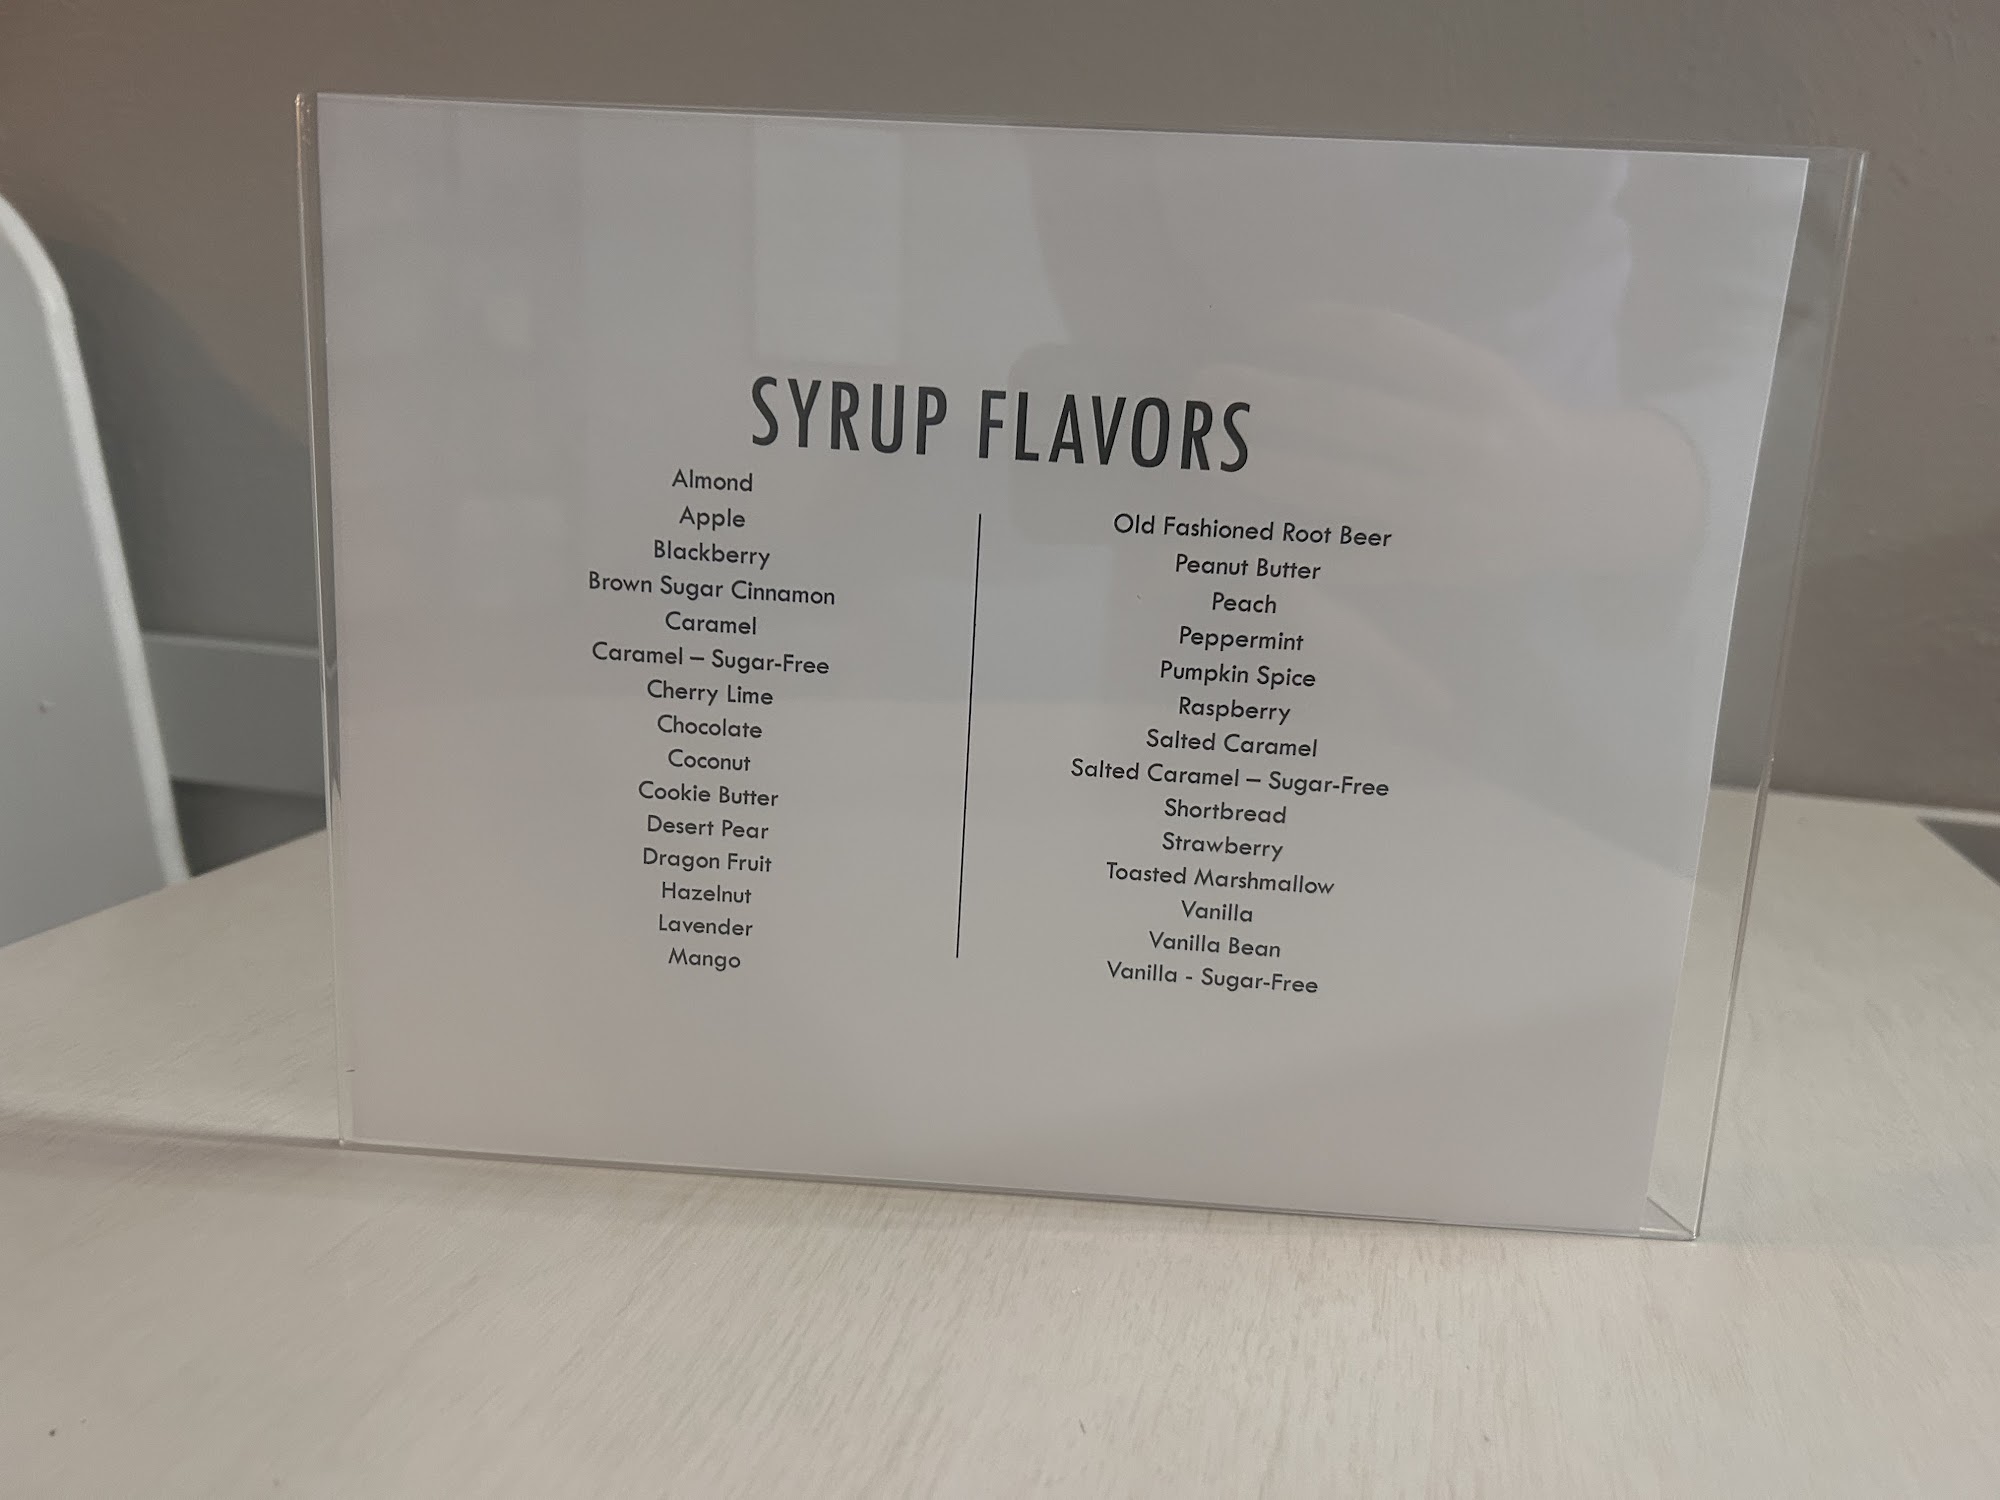 SYRUP FLAVORS
Almond
Apple
Blackberry
Brown Sugar Cinnamon
Caramel
Caramel – Sugar-Free
Cherry Lime
Chocolate
Coconut
Cookie Butter
Desert Pear
Dragon Fruit
Hazelnut
Lavender
Mango
Old Fashioned Root Beer
Peanut Butter
Peach
Peppermint
Pumpkin Spice
Raspberry
Salted Caramel
Salted Caramel – Sugar-Free
Shortbread
Strawberry
Toasted Marshmallow
Vanilla
Vanilla Bean
Vanilla - Sugar-Free